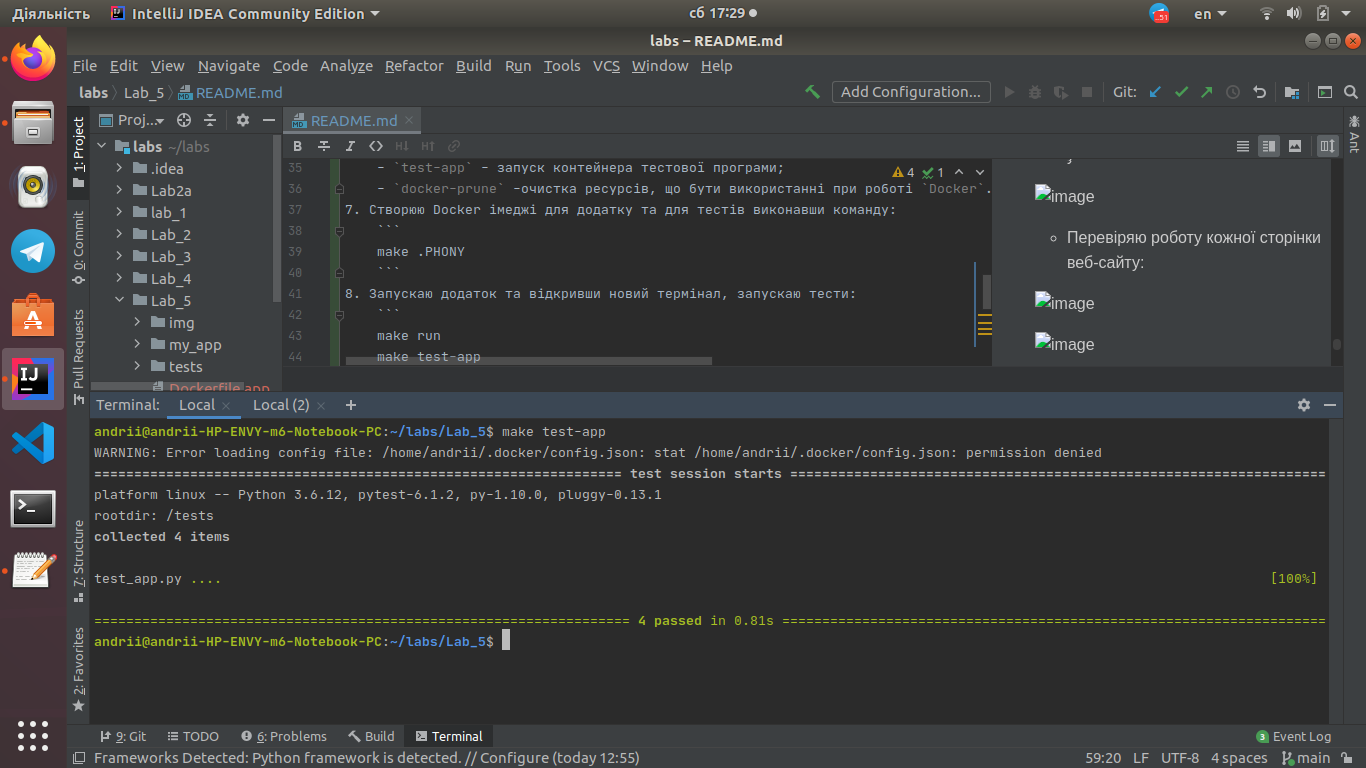 Діяльність IntelliJ IDEA Community Edition сб 17:29 51 en
labs – README.md
File Edit View Navigate Code Analyze Refactor Build Run Tools VCS Window Help
labs Lab_5 README.md Add Configuration... Git:
1: Project
0: Commit
Pull Requests
7: Structure
2: Favorites
Proj...
labs ~/labs
.idea
Lab2a
lab_1
Lab_2
Lab_3
Lab_4
Lab_5
img
my_app
tests
Dockerfile.app
README.md
B I H↓ H↑
4 1
35 - `test-app` - запуск контейнера тестової програми;
36 - `docker-prune` -очистка ресурсів, що бути використанні при роботі `Docker`.
37 7. Створюю Docker імеджі для додатку та для тестів виконавши команду:
38 ```
39 make .PHONY
40 ```
41 8. Запускаю додаток та відкривши новий термінал, запускаю тести:
42 ```
43 make run
44 make test-app
image
Перевіряю роботу кожної сторінки
веб-сайту:
image
image
Ant
Terminal: Local Local (2)
andrii@andrii-HP-ENVY-m6-Notebook-PC:~/labs/Lab_5$ make test-app
WARNING: Error loading config file: /home/andrii/.docker/config.json: stat /home/andrii/.docker/config.json: permission denied
================================================================== test session starts ===================================================================
platform linux -- Python 3.6.12, pytest-6.1.2, py-1.10.0, pluggy-0.13.1
rootdir: /tests
collected 4 items
test_app.py .... [100%]
=================================================================== 4 passed in 0.81s ====================================================================
andrii@andrii-HP-ENVY-m6-Notebook-PC:~/labs/Lab_5$
9: Git TODO 6: Problems Build Terminal 3 Event Log
Frameworks Detected: Python framework is detected. // Configure (today 12:55) 59:20 LF UTF-8 4 spaces main